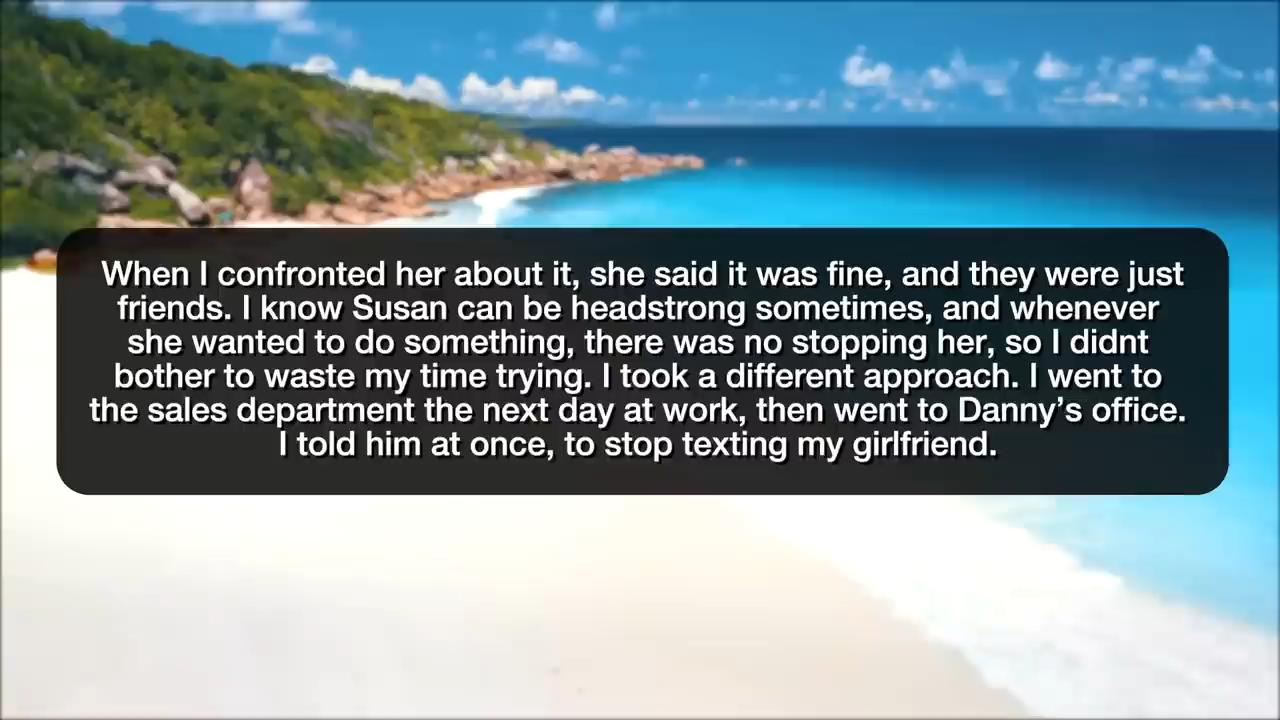 When I confronted her about it, she said it was fine, and they were just
friends. I know Susan can be headstrong sometimes, and whenever
she wanted to do something, there was no stopping her, so I didnt
bother to waste my time trying. I took a different approach. I went to
the sales department the next day at work, then went to Danny’s office.
I told him at once, to stop texting my girlfriend.